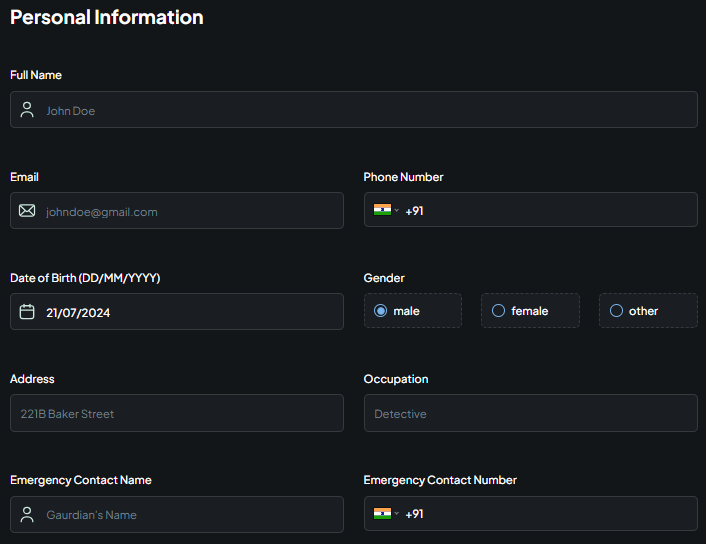 Personal Information
Full Name
John Doe
Email
Phone Number
johndoe@gmail.com
+91
Date of Birth (DD/MM/YYYY)
Gender
21/07/2024
male
female
other
Address
Occupation
221B Baker Street
Detective
Emergency Contact Name
Emergency Contact Number
Gaurdian's Name
+91